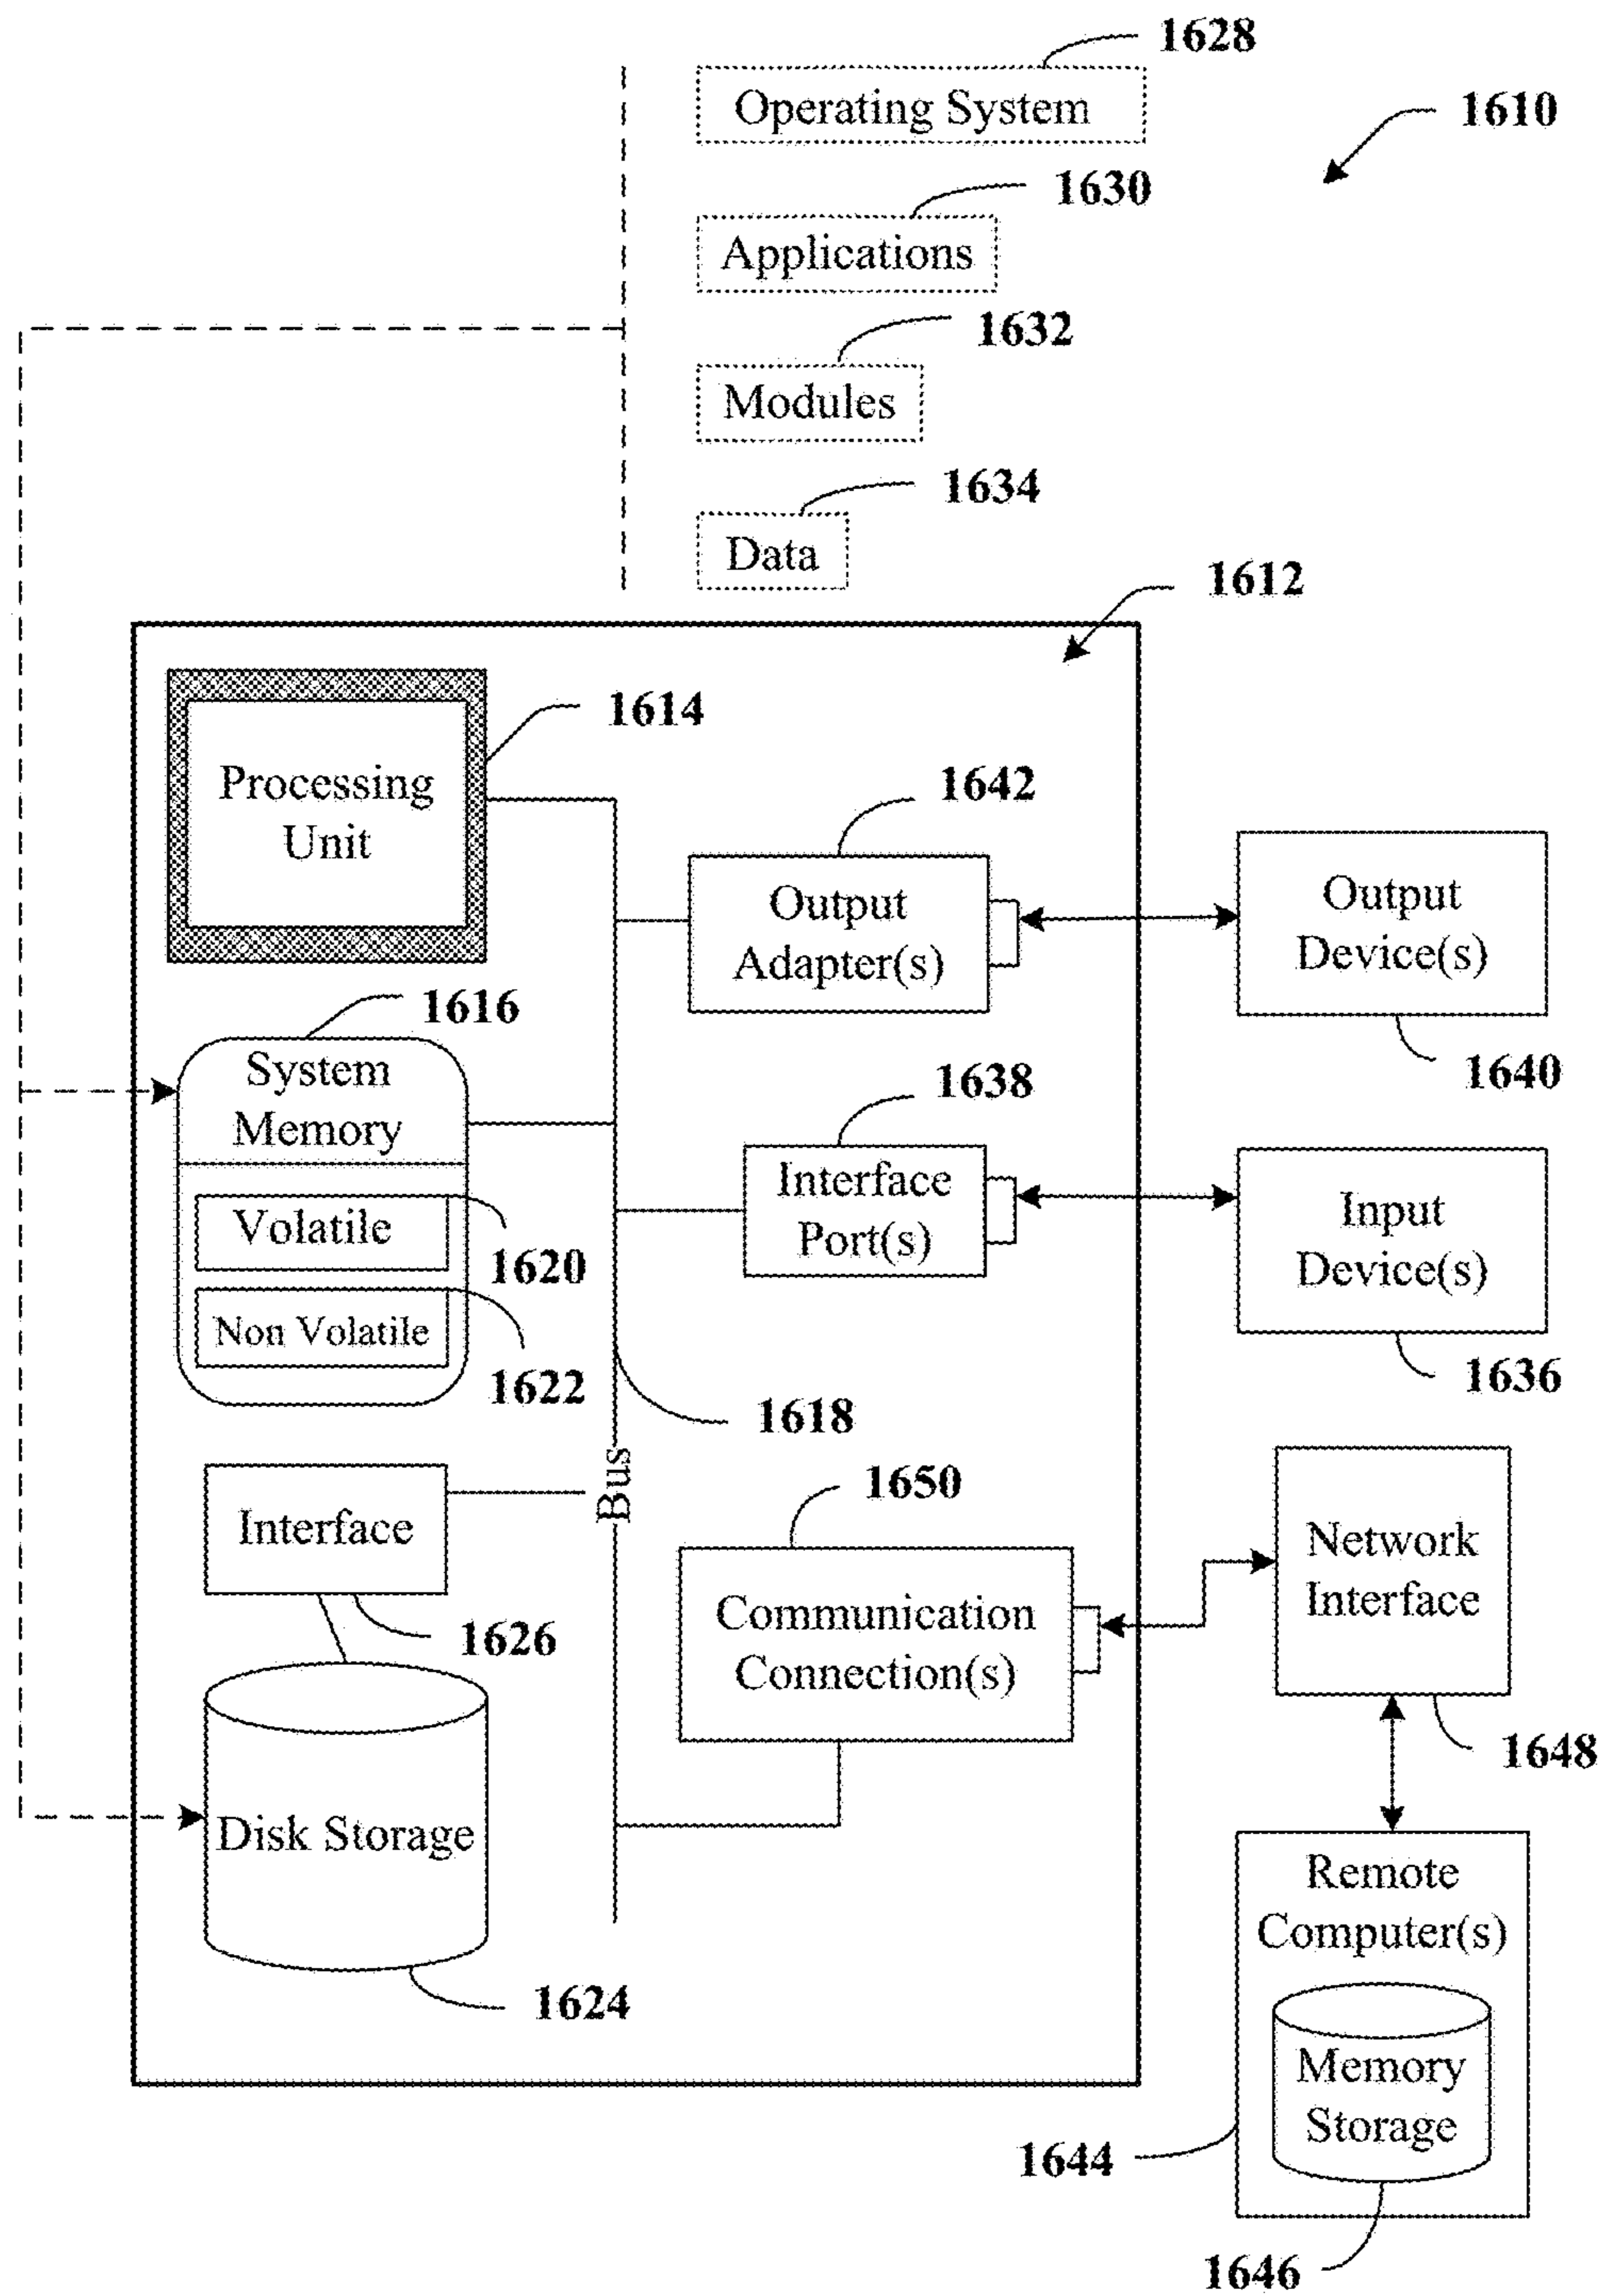 1628
Operating System
1610
1630
Applications
1632
Modules
1634
Data
1612
1614
Processing
Unit
1642
Output
Adapter(s)
Output
Device(s)
1640
1616
System
Memory
1638
Interface
Port(s)
Input
Device(s)
1636
Volatile
1620
Non Volatile
1622
1618
Bus
1650
Interface
1626
Communication
Connection(s)
Network
Interface
1648
Disk Storage
1624
Remote
Computer(s)
Memory
Storage
1644
1646